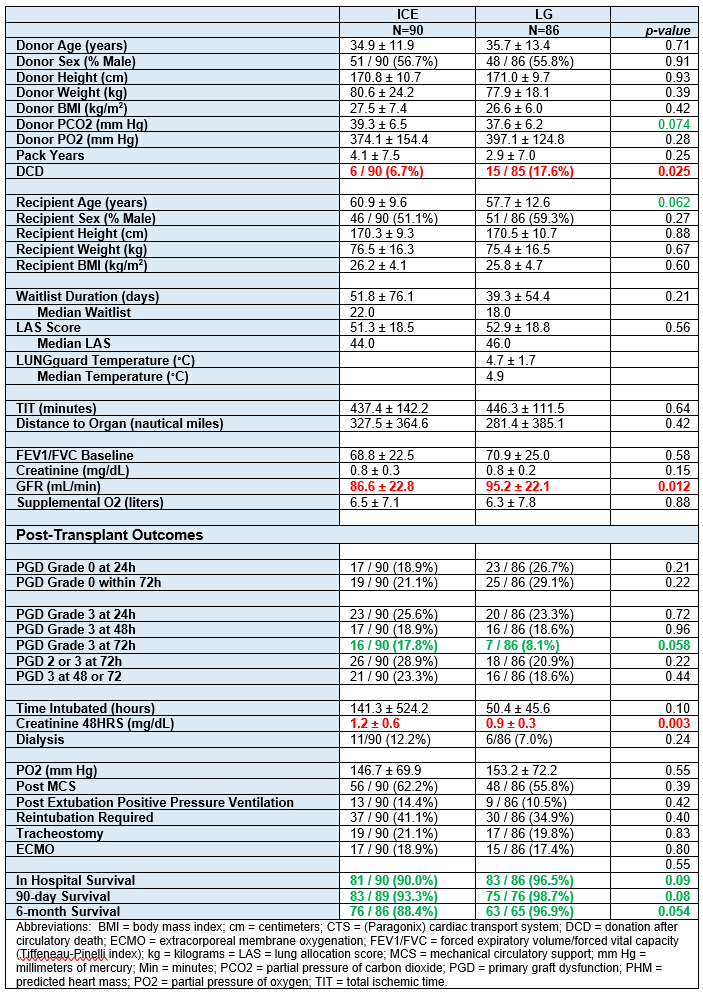 ICE LG
N=90 N=86 p-value
Donor Age (years) 34.9 ± 11.9 35.7 ± 13.4 0.71
Donor Sex (% Male) 51 / 90 (56.7%) 48 / 86 (55.8%) 0.91
Donor Height (cm) 170.8 ± 10.7 171.0 ± 9.7 0.93
Donor Weight (kg) 80.6 ± 24.2 77.9 ± 18.1 0.39
Donor BMI (kg/m²) 27.5 ± 7.4 26.6 ± 6.0 0.42
Donor PCO2 (mm Hg) 39.3 ± 6.5 37.6 ± 6.2 0.074
Donor PO2 (mm Hg) 374.1 ± 154.4 397.1 ± 124.8 0.28
Pack Years 4.1 ± 7.5 2.9 ± 7.0 0.25
DCD 6 / 90 (6.7%) 15 / 85 (17.6%) 0.025
Recipient Age (years) 60.9 ± 9.6 57.7 ± 12.6 0.062
Recipient Sex (% Male) 46 / 90 (51.1%) 51 / 86 (59.3%) 0.27
Recipient Height (cm) 170.3 ± 9.3 170.5 ± 10.7 0.88
Recipient Weight (kg) 76.5 ± 16.3 75.4 ± 16.5 0.67
Recipient BMI (kg/m²) 26.2 ± 4.1 25.8 ± 4.7 0.60
Waitlist Duration (days) 51.8 ± 76.1 39.3 ± 54.4 0.21
Median Waitlist 22.0 18.0
LAS Score 51.3 ± 18.5 52.9 ± 18.8 0.56
Median LAS 44.0 46.0
LUNGguard Temperature (°C) 4.7 ± 1.7
Median Temperature (°C) 4.9
TIT (minutes) 437.4 ± 142.2 446.3 ± 111.5 0.64
Distance to Organ (nautical miles) 327.5 ± 364.6 281.4 ± 385.1 0.42
FEV1/FVC Baseline 68.8 ± 22.5 70.9 ± 25.0 0.58
Creatinine (mg/dL) 0.8 ± 0.3 0.8 ± 0.2 0.15
GFR (mL/min) 86.6 ± 22.8 95.2 ± 22.1 0.012
Supplemental O2 (liters) 6.5 ± 7.1 6.3 ± 7.8 0.88
Post-Transplant Outcomes
PGD Grade 0 at 24h 17 / 90 (18.9%) 23 / 86 (26.7%) 0.21
PGD Grade 0 within 72h 19 / 90 (21.1%) 25 / 86 (29.1%) 0.22
PGD Grade 3 at 24h 23 / 90 (25.6%) 20 / 86 (23.3%) 0.72
PGD Grade 3 at 48h 17 / 90 (18.9%) 16 / 86 (18.6%) 0.96
PGD Grade 3 at 72h 16 / 90 (17.8%) 7 / 86 (8.1%) 0.058
PGD 2 or 3 at 72h 26 / 90 (28.9%) 18 / 86 (20.9%) 0.22
PGD 3 at 48 or 72 21 / 90 (23.3%) 16 / 86 (18.6%) 0.44
Time Intubated (hours) 141.3 ± 524.2 50.4 ± 45.6 0.10
Creatinine 48HRS (mg/dL) 1.2 ± 0.6 0.9 ± 0.3 0.003
Dialysis 11/90 (12.2%) 6/86 (7.0%) 0.24
PO2 (mm Hg) 146.7 ± 69.9 153.2 ± 72.2 0.55
Post MCS 56 / 90 (62.2%) 48 / 86 (55.8%) 0.39
Post Extubation Positive Pressure Ventilation 13 / 90 (14.4%) 9 / 86 (10.5%) 0.42
Reintubation Required 37 / 90 (41.1%) 30 / 86 (34.9%) 0.40
Tracheostomy 19 / 90 (21.1%) 17 / 86 (19.8%) 0.83
ECMO 17 / 90 (18.9%) 15 / 86 (17.4%) 0.80
0.55
In Hospital Survival 81 / 90 (90.0%) 83 / 86 (96.5%) 0.09
90-day Survival 83 / 89 (93.3%) 75 / 76 (98.7%) 0.08
6-month Survival 76 / 86 (88.4%) 63 / 65 (96.9%) 0.054
Abbreviations: BMI = body mass index; cm = centimeters; CTS = (Paragonix) cardiac transport system; DCD = donation after
circulatory death; ECMO = extracorporeal membrane oxygenation; FEV1/FVC = forced expiratory volume/forced vital capacity
(Tiffeneau-Pinelli index); kg = kilograms = LAS = lung allocation score; MCS = mechanical circulatory support; mm Hg =
millimeters of mercury; Min = minutes; PCO2 = partial pressure of carbon dioxide; PGD = primary graft dysfunction; PHM =
predicted heart mass; PO2 = partial pressure of oxygen; TIT = total ischemic time.